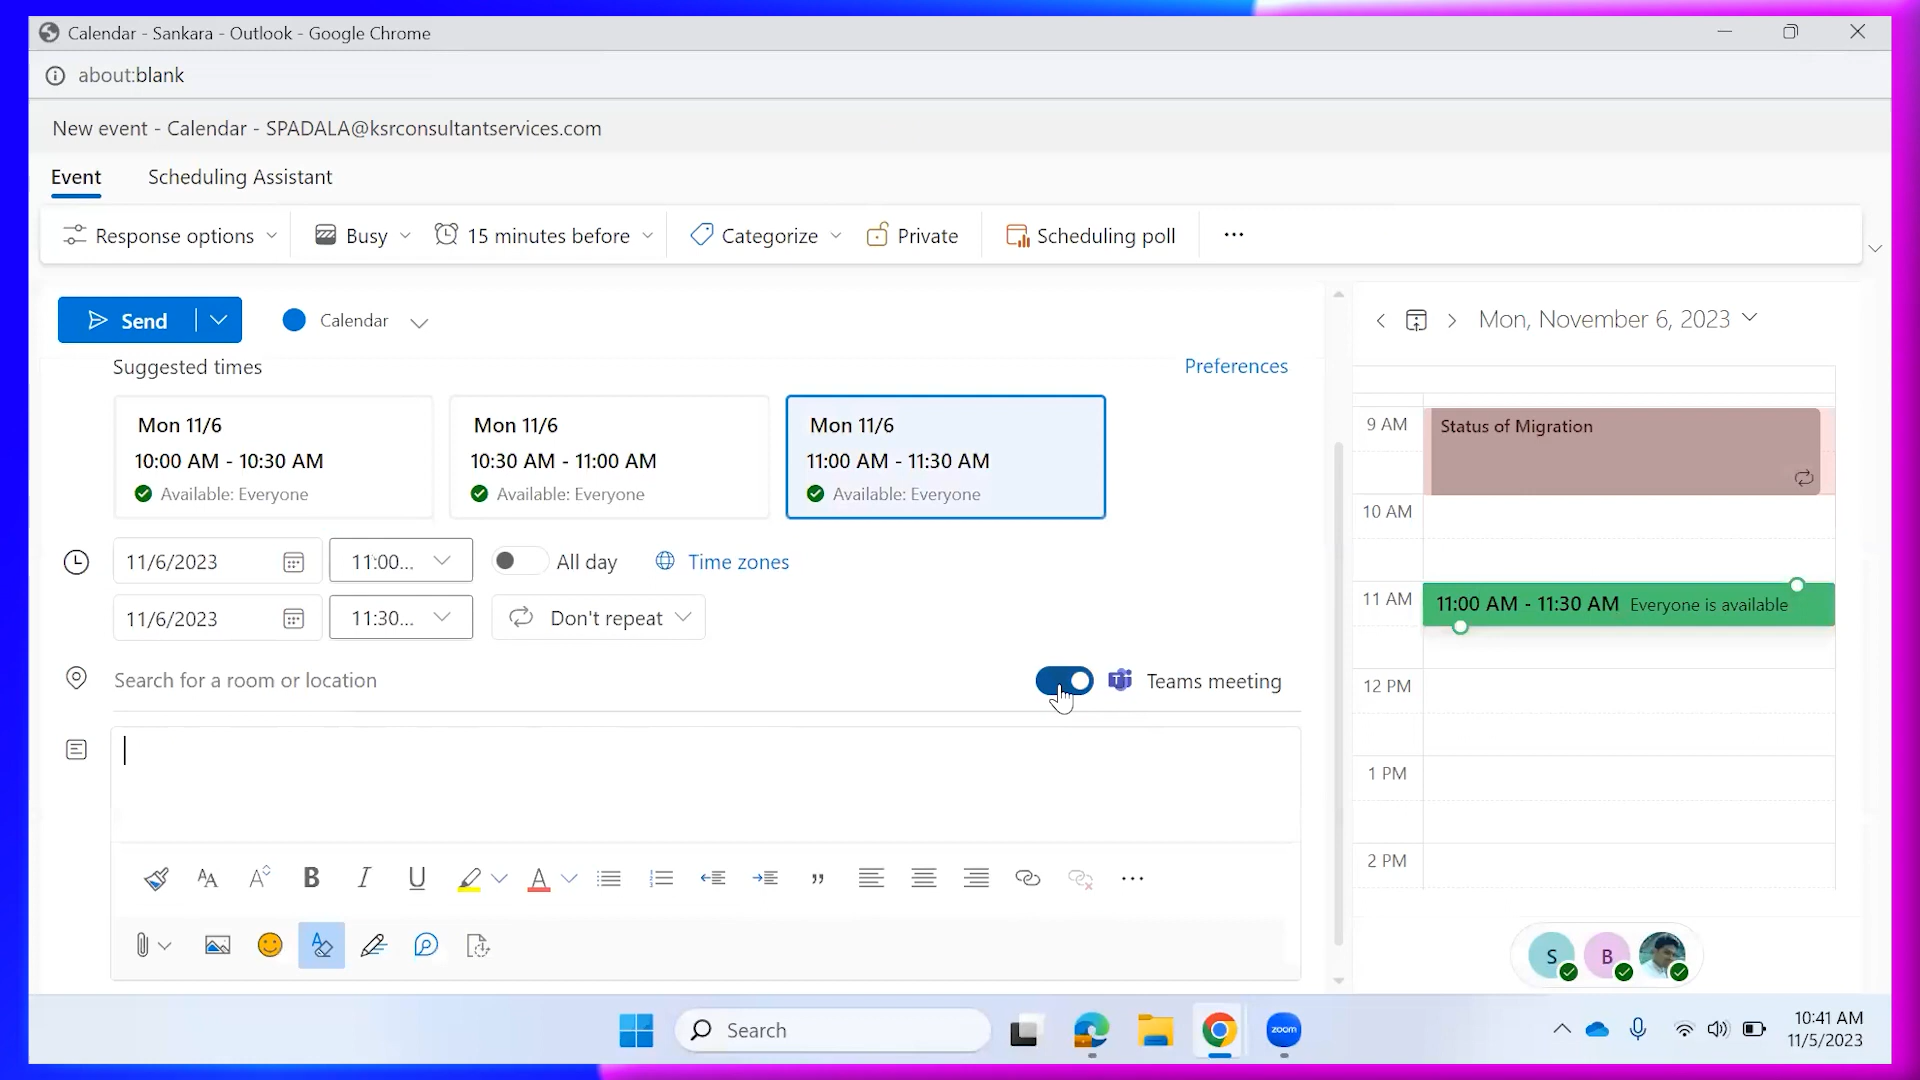 Calendar - Sankara - Outlook - Google Chrome
about:blank
New event - Calendar - SPADALA@ksrconsultantservices.com
Event Scheduling Assistant
Response options Busy 15 minutes before Categorize Private Scheduling poll ...
Send Calendar
Suggested times Preferences
Mon 11/6
10:00 AM - 10:30 AM
Available: Everyone
Mon 11/6
10:30 AM - 11:00 AM
Available: Everyone
Mon 11/6
11:00 AM - 11:30 AM
Available: Everyone
11/6/2023 11:00... All day Time zones
11/6/2023 11:30... Don't repeat
Search for a room or location Teams meeting
Mon, November 6, 2023
9 AM Status of Migration
10 AM
11 AM 11:00 AM - 11:30 AM Everyone is available
12 PM
1 PM
2 PM
S B
Search
zoom
10:41 AM
11/5/2023